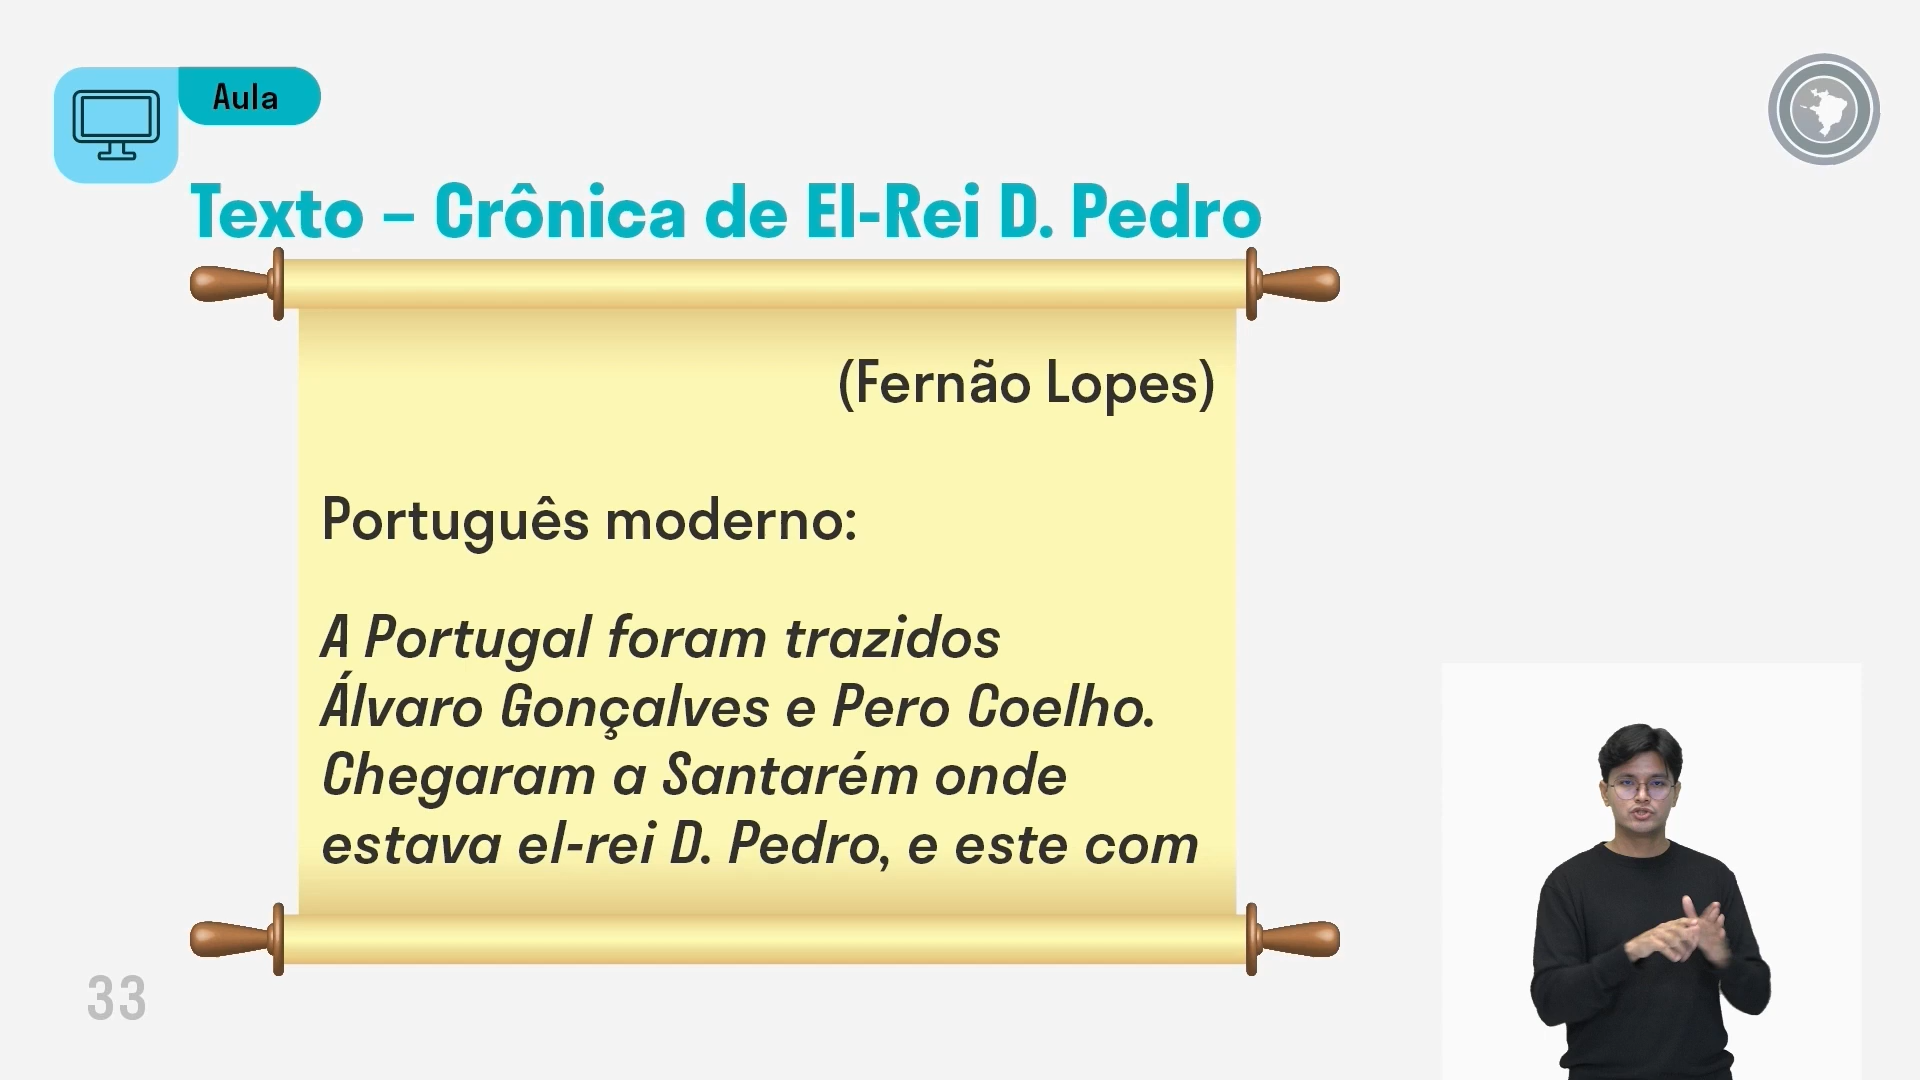 Aula
Texto – Crônica de El-Rei D. Pedro
(Fernão Lopes)
Português moderno:
A Portugal foram trazidos
Álvaro Gonçalves e Pero Coelho.
Chegaram a Santarém onde
estava el-rei D. Pedro, e este com
33